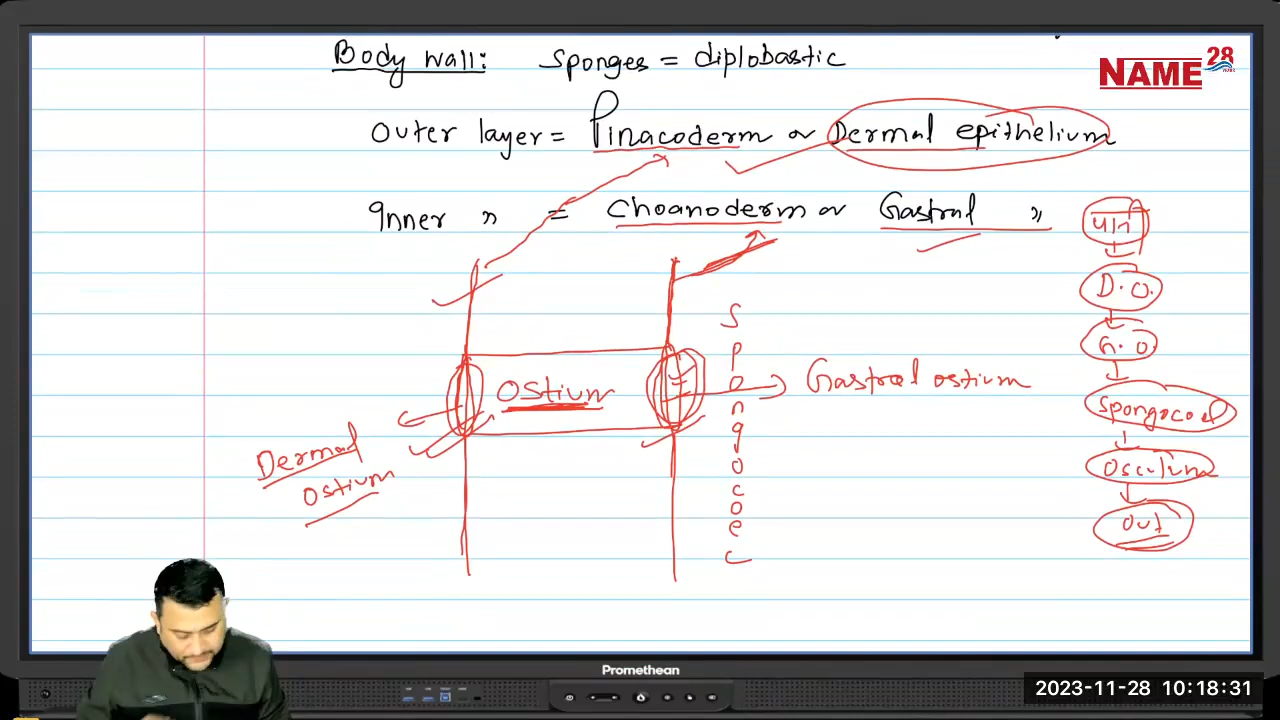 Body wall: Sponges = diplobastic
NAME 28
Outer layer = Pinacoderm or Dermal epithelium
Inner " = Choanoderm or Gastral "
पानी
D.O.
G.O
Spongocoel
Osculum
Out
Ostium
Gastral ostium
Dermal
Ostium
S
p
o
n
g
o
c
o
e
L
Promethean
2023-11-28 10:18:31